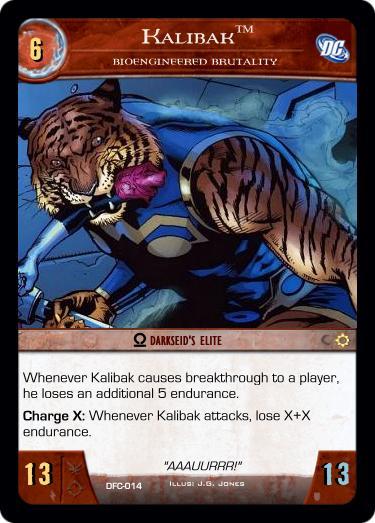 6
KALIBAK™
DC
BIOENGINEERED BRUTALITY
DARKSEID'S ELITE
Whenever Kalibak causes breakthrough to a player,
he loses an additional 5 endurance.
Charge X: Whenever Kalibak attacks, lose X+X
endurance.
"AAAUURRR!"
13
DFC-014
ILLUS: J.G. JONES
13